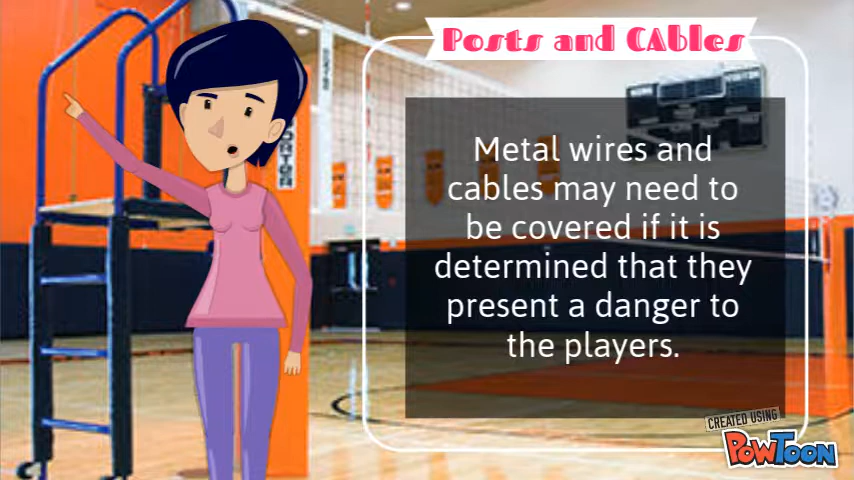 Posts and CAbles
Metal wires and
cables may need to
be covered if it is
determined that they
present a danger to
the players.
CREATED USING
POWTOON